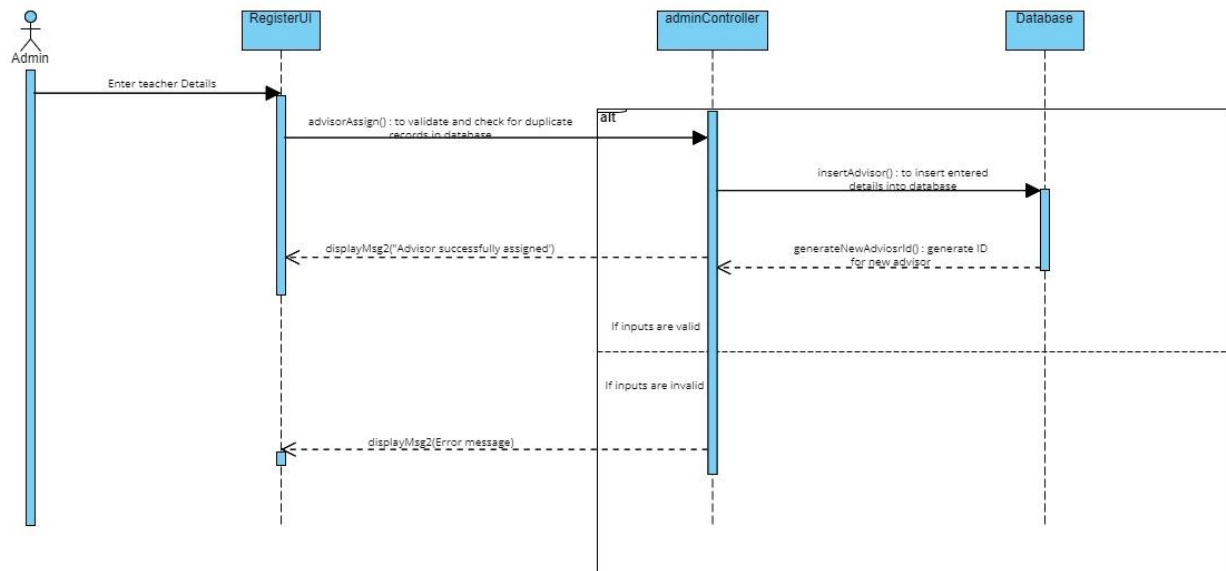 RegisterUI
adminController
Database
Admin
Enter teacher Details
advisorAssign() : to validate and check for duplicate
records in database
alt
insertAdvisor() : to insert entered
details into database
displayMsg2("Advisor successfully assigned')
generateNewAdviosrId() : generate ID
for new advisor
If inputs are valid
If inputs are invalid
displayMsg2(Error message)